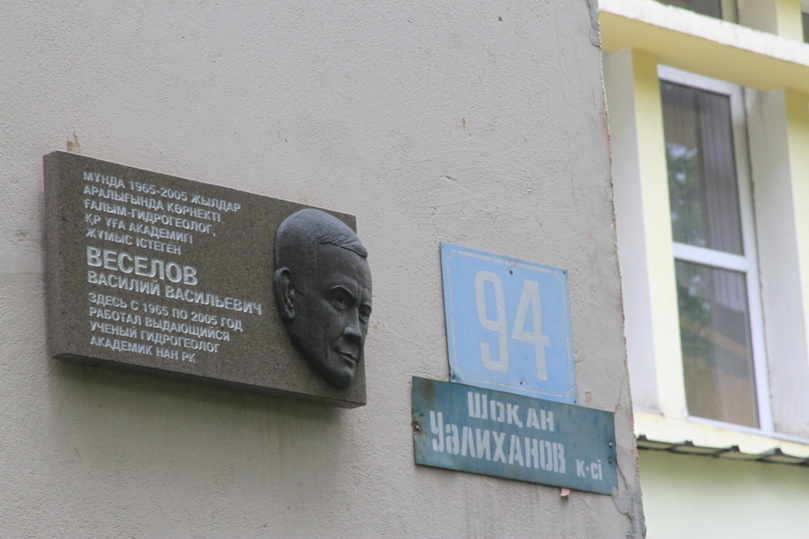 МҰНДА 1965-2005 ЖЫЛДАР
АРАЛЫҒЫНДА КӨРНЕКТІ
ҒАЛЫМ-ГИДРОГЕОЛОГ,
ҚР ҰҒА АКАДЕМИГІ
ЖҰМЫС ІСТЕГЕН
ВЕСЕЛОВ
ВАСИЛИЙ ВАСИЛЬЕВИЧ
ЗДЕСЬ С 1965 ПО 2005 ГОД
РАБОТАЛ ВЫДАЮЩИЙСЯ
УЧЕНЫЙ ГИДРОГЕОЛОГ
АКАДЕМИК НАН РК
94
ШОҚАН
УӘЛИХАНОВ К-сі